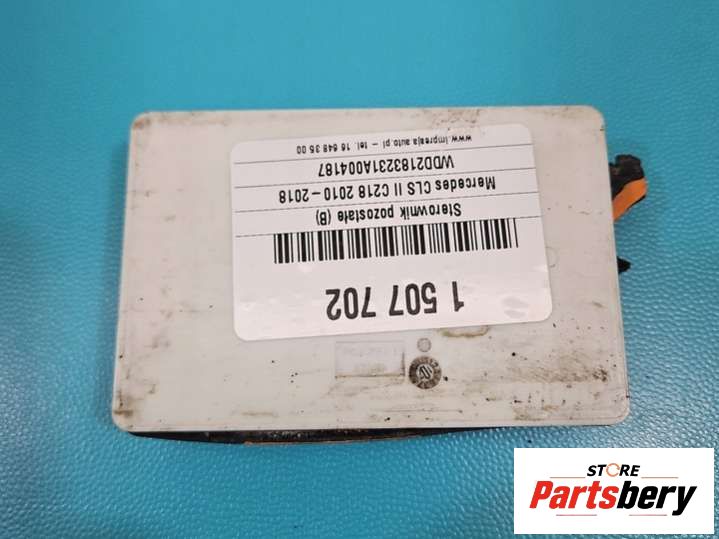 1 507 702
Sterownik pozostałe (B)
Mercedes CLS II C218 2010-2018
WDD2183231A004187
www.impresja auto.pl - tel. 16 648 35 00
STORE
Partsbery